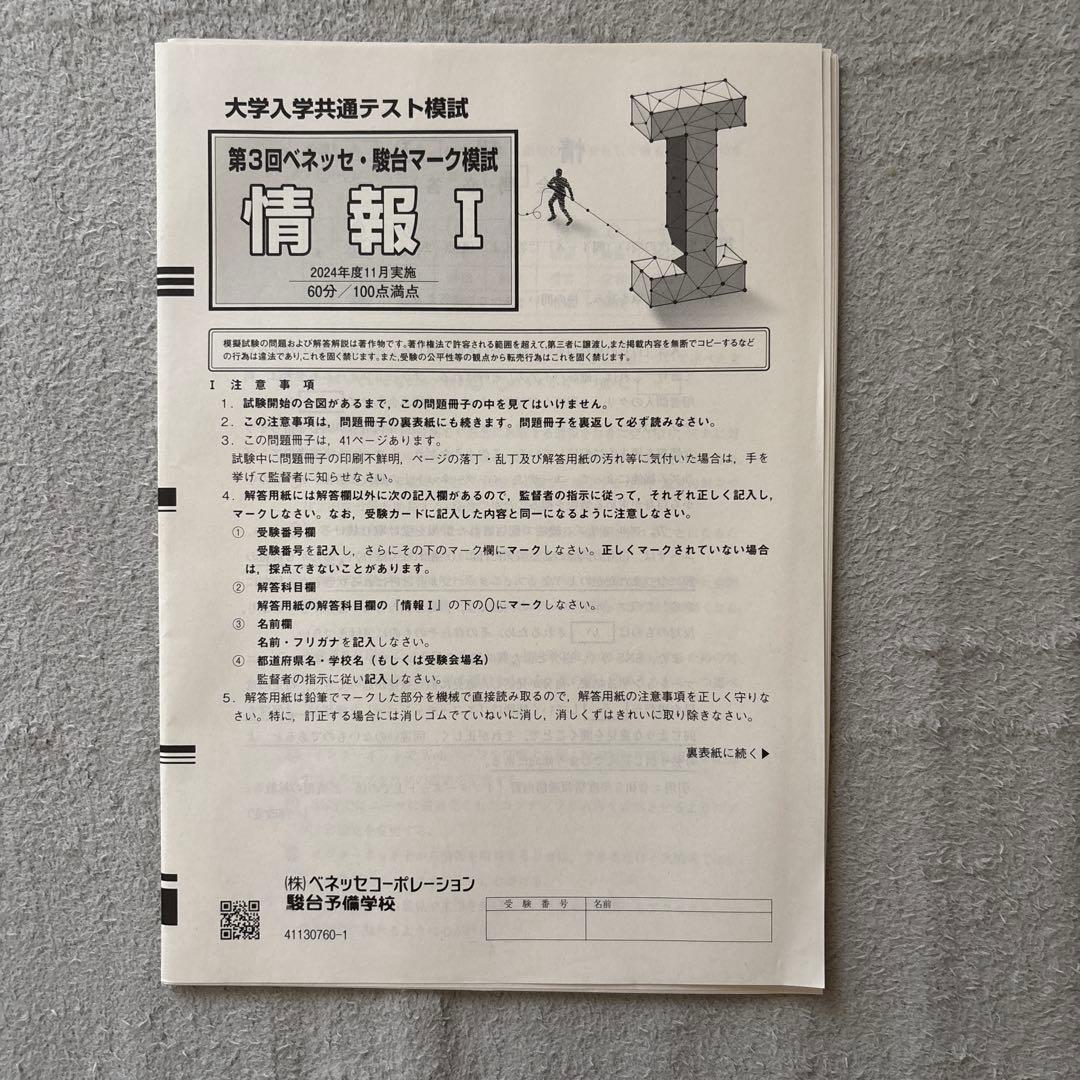 大学入学共通テスト模試
第3回ベネッセ・駿台マーク模試
情報Ⅰ
2024年度11月実施
60分／100点満点
模擬試験の問題および解答解説は著作物です。著作権法で許容される範囲を超えて、第三者に譲渡し、また掲載内容を無断でコピーするなど
の行為は違法であり、これを固く禁じます。また、受験の公平性等の観点から転売行為はこれを固く禁じます。
Ⅰ 注意事項
1．試験開始の合図があるまで，この問題冊子の中を見てはいけません。
2．この注意事項は，問題冊子の裏表紙にも続きます。問題冊子を裏返して必ず読みなさい。
3．この問題冊子は，41ページあります。
試験中に問題冊子の印刷不鮮明，ページの落丁・乱丁及び解答用紙の汚れ等に気付いた場合は，手を
挙げて監督者に知らせなさい。
4．解答用紙には解答欄以外に次の記入欄があるので，監督者の指示に従って，それぞれ正しく記入し，
マークしなさい。なお，受験カードに記入した内容と同一になるように注意しなさい。
① 受験番号欄
受験番号を記入し，さらにその下のマーク欄にマークしなさい。正しくマークされていない場合
は，採点できないことがあります。
② 解答科目欄
解答用紙の解答科目欄の『情報Ⅰ』の下の0にマークしなさい。
③ 名前欄
名前・フリガナを記入しなさい。
④ 都道府県名・学校名（もしくは受験会場名）
監督者の指示に従い記入しなさい。
5．解答用紙は鉛筆でマークした部分を機械で直接読み取るので，解答用紙の注意事項を正しく守りな
さい。特に，訂正する場合には消しゴムでていねいに消し，消しくずはきれいに取り除きなさい。
裏表紙に続く▶
(株)ベネッセコーポレーション
駿台予備学校
41130760-1
受験番号 名前